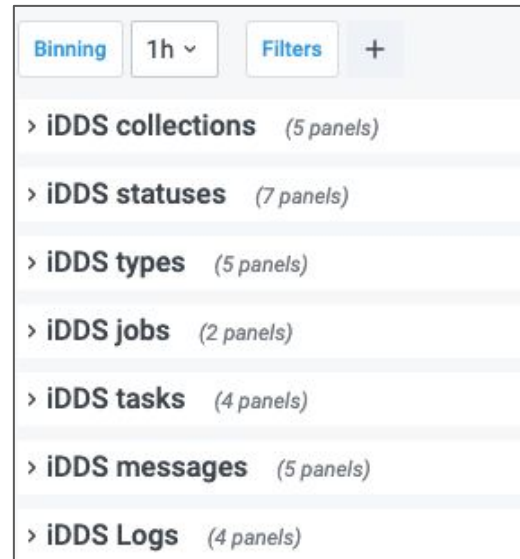 Binning 1h Filters +
iDDS collections (5 panels)
iDDS statuses (7 panels)
iDDS types (5 panels)
iDDS jobs (2 panels)
iDDS tasks (4 panels)
iDDS messages (5 panels)
iDDS Logs (4 panels)